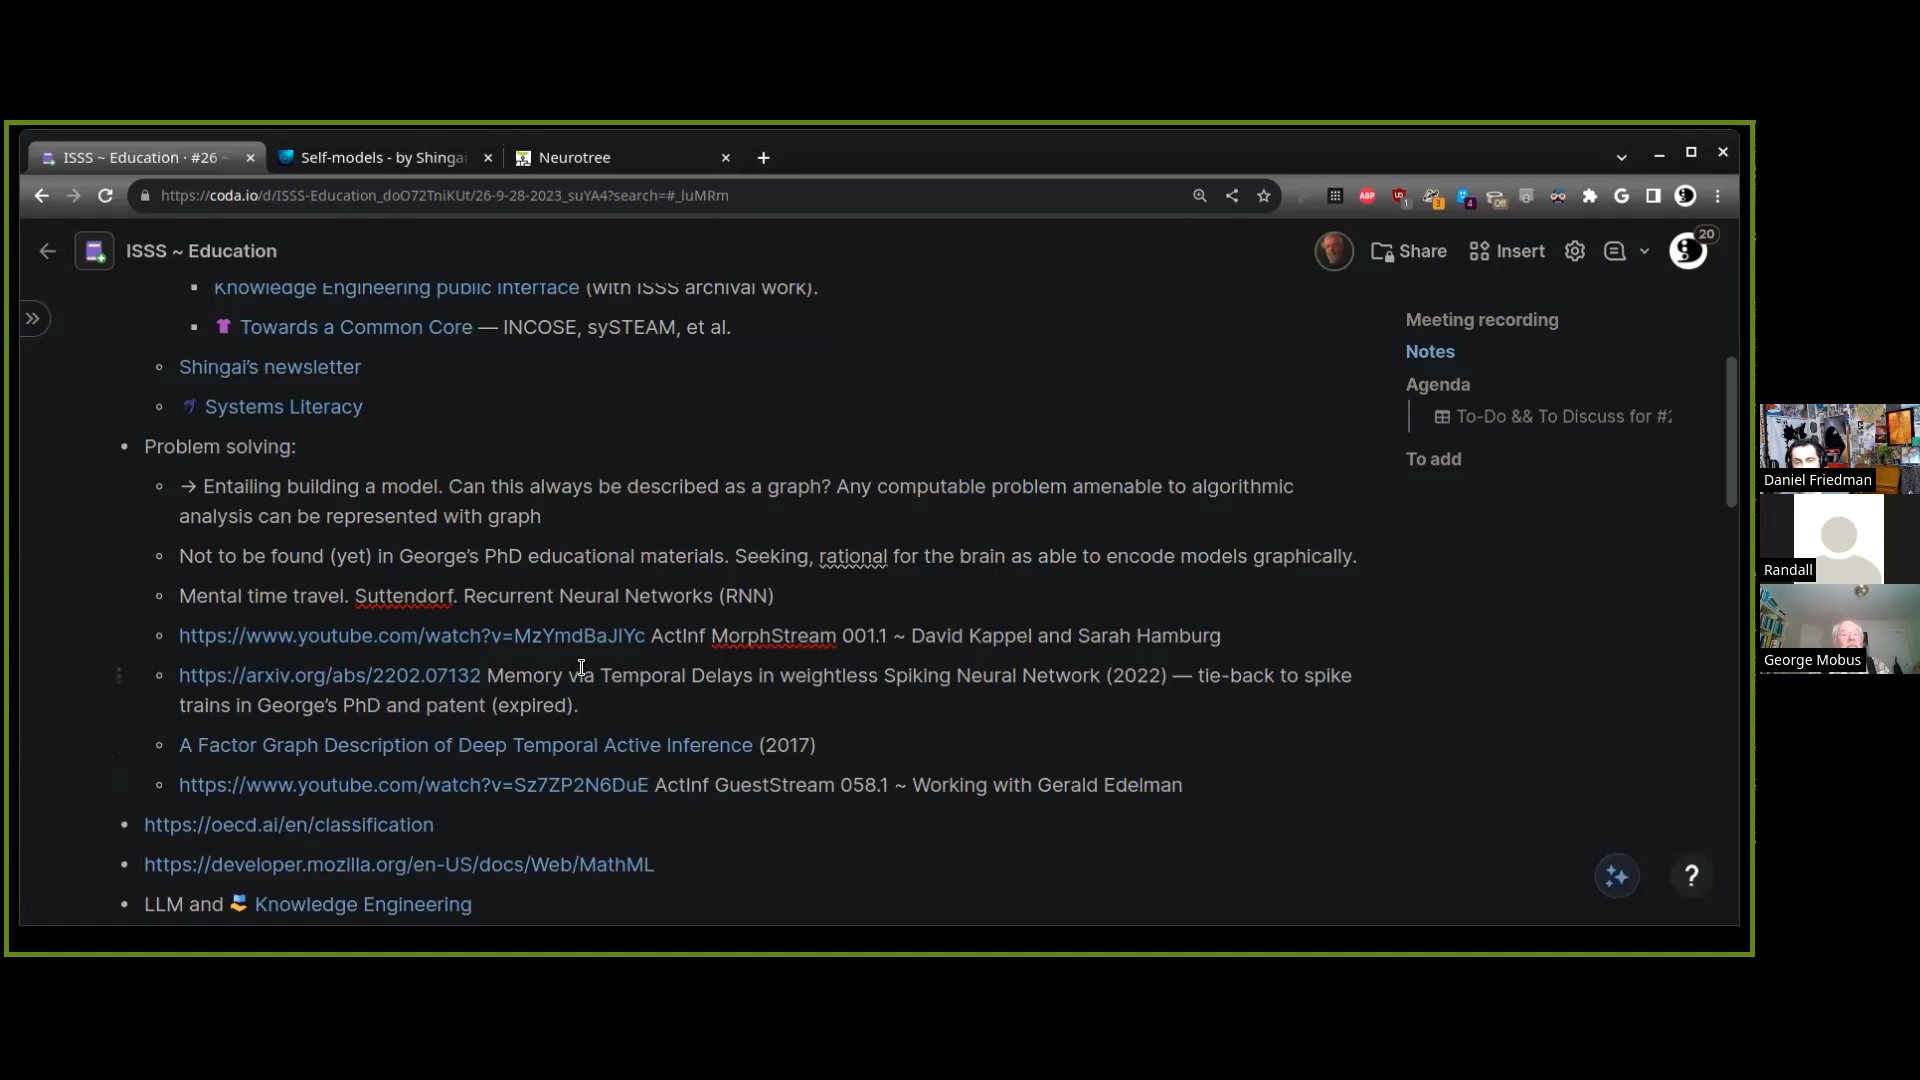 ISSS ~ Education · #26 ~
Self-models - by Shingai
Neurotree
https://coda.io/d/ISSS-Education_doO72TniKUt/26-9-28-2023_suYA4?search=#_luMRm
ISSS ~ Education
Share
Insert
20
Knowledge Engineering public interface (with ISSS archival work).
Towards a Common Core — INCOSE, sySTEAM, et al.
Shingai's newsletter
Systems Literacy
Problem solving:
→ Entailing building a model. Can this always be described as a graph? Any computable problem amenable to algorithmic
analysis can be represented with graph
Not to be found (yet) in George's PhD educational materials. Seeking, rational for the brain as able to encode models graphically.
Mental time travel. Suttendorf. Recurrent Neural Networks (RNN)
https://www.youtube.com/watch?v=MzYmdBaJIYc ActInf MorphStream 001.1 ~ David Kappel and Sarah Hamburg
https://arxiv.org/abs/2202.07132 Memory via Temporal Delays in weightless Spiking Neural Network (2022) — tie-back to spike
trains in George's PhD and patent (expired).
A Factor Graph Description of Deep Temporal Active Inference (2017)
https://www.youtube.com/watch?v=Sz7ZP2N6DuE ActInf GuestStream 058.1 ~ Working with Gerald Edelman
https://oecd.ai/en/classification
https://developer.mozilla.org/en-US/docs/Web/MathML
LLM and Knowledge Engineering
Meeting recording
Notes
Agenda
To-Do && To Discuss for #2
To add
?
Daniel Friedman
Randall
George Mobus